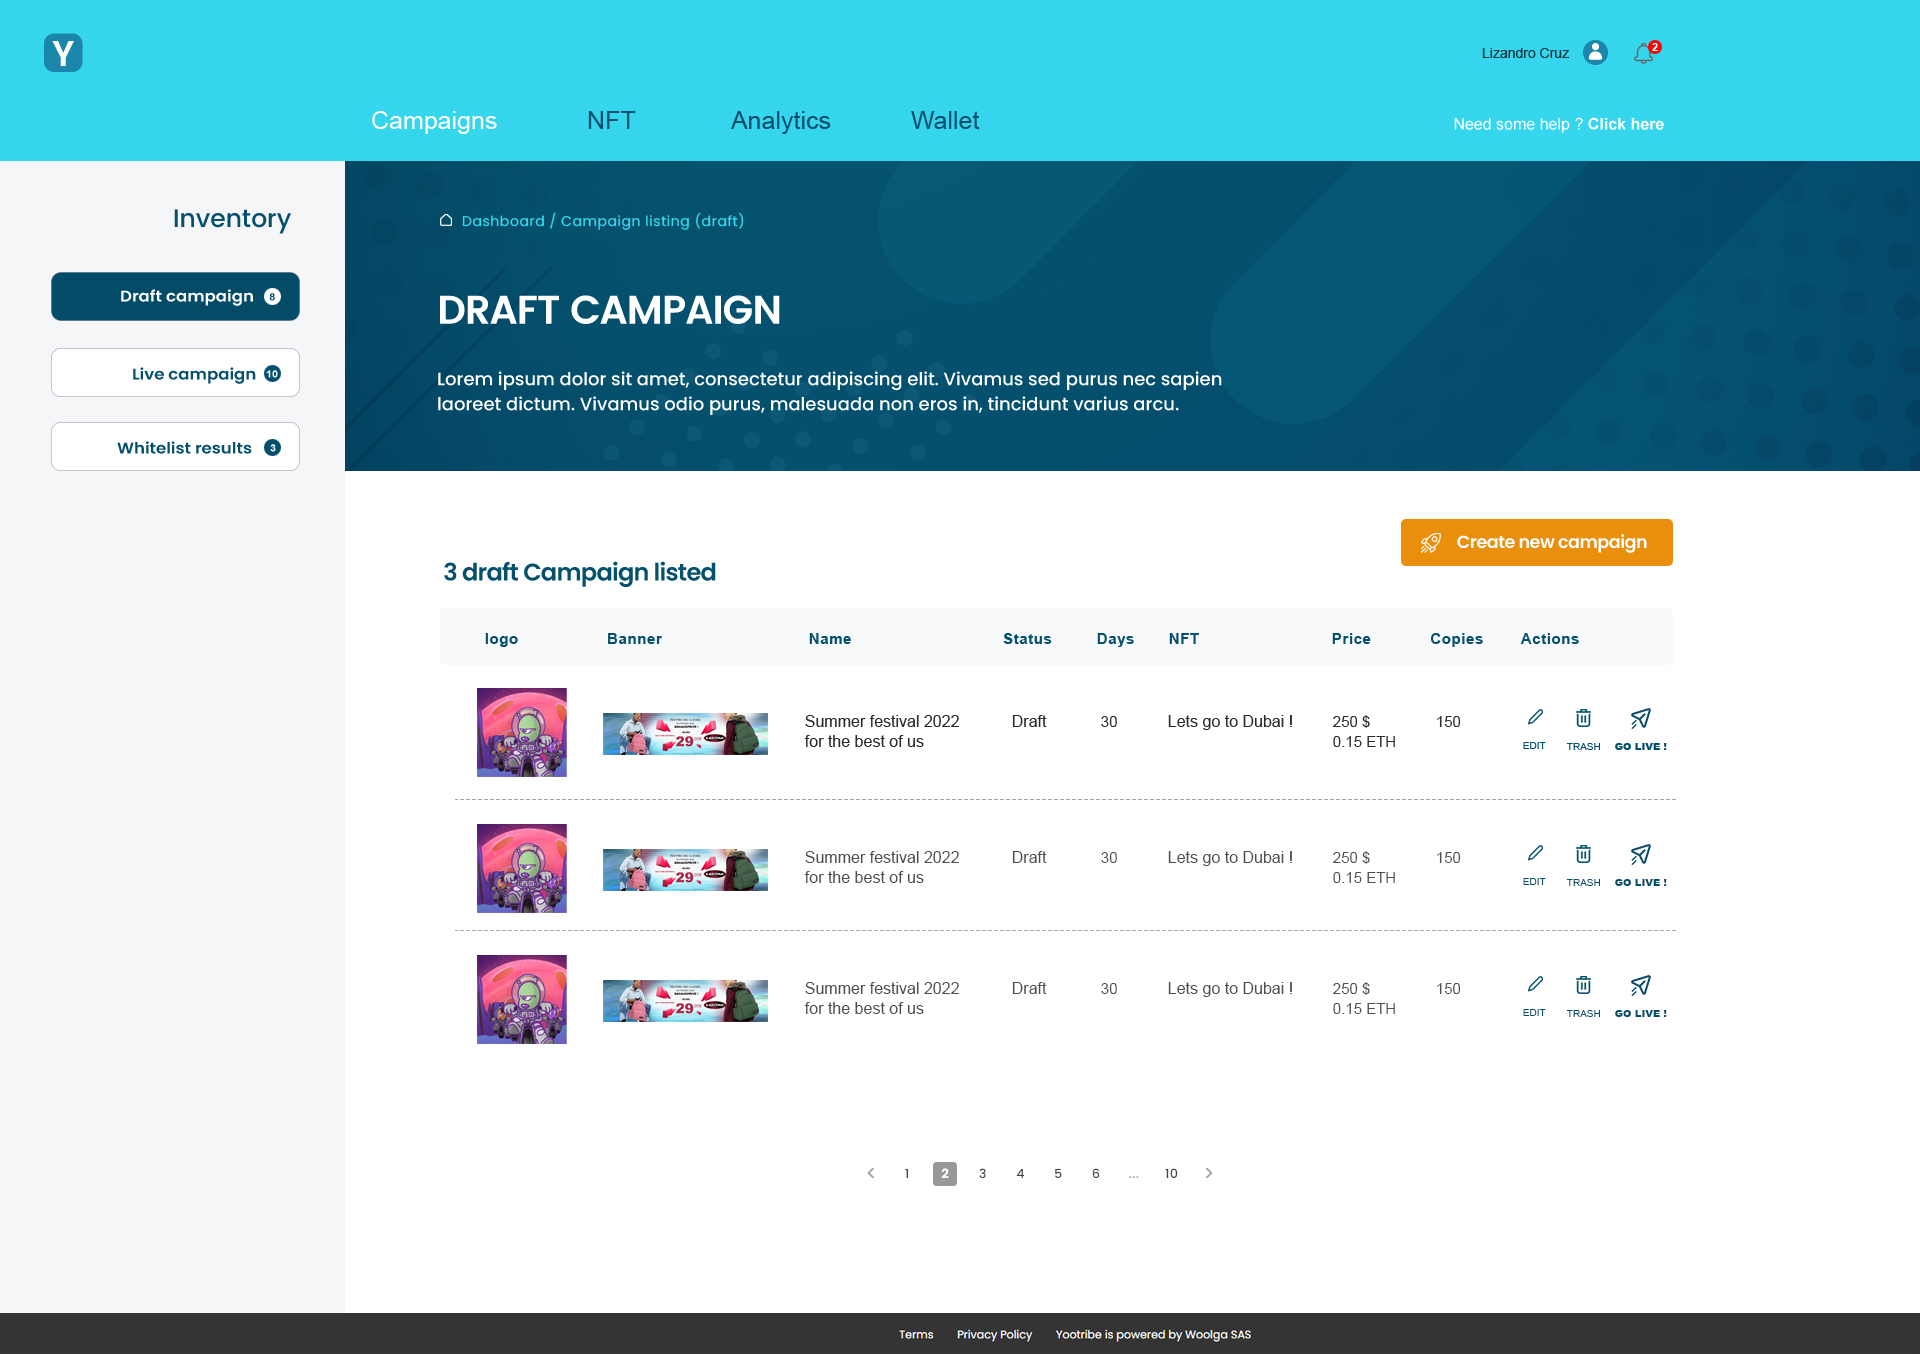 Y
Lizandro Cruz
2
Campaigns
NFT
Analytics
Wallet
Need some help ? Click here
Inventory
Draft campaign 8
Live campaign 10
Whitelist results 3
Dashboard / Campaign listing (draft)
DRAFT CAMPAIGN
Lorem ipsum dolor sit amet, consectetur adipiscing elit. Vivamus sed purus nec sapien
laoreet dictum. Vivamus odio purus, malesuada non eros in, tincidunt varius arcu.
Create new campaign
3 draft Campaign listed
logo Banner Name Status Days NFT Price Copies Actions
29
Summer festival 2022
for the best of us
Draft
30
Lets go to Dubai !
250 $
0.15 ETH
150
EDIT
TRASH
GO LIVE !
29
Summer festival 2022
for the best of us
Draft
30
Lets go to Dubai !
250 $
0.15 ETH
150
EDIT
TRASH
GO LIVE !
29
Summer festival 2022
for the best of us
Draft
30
Lets go to Dubai !
250 $
0.15 ETH
150
EDIT
TRASH
GO LIVE !
1 2 3 4 5 6 ... 10
Terms Privacy Policy Yootribe is powered by Woolga SAS